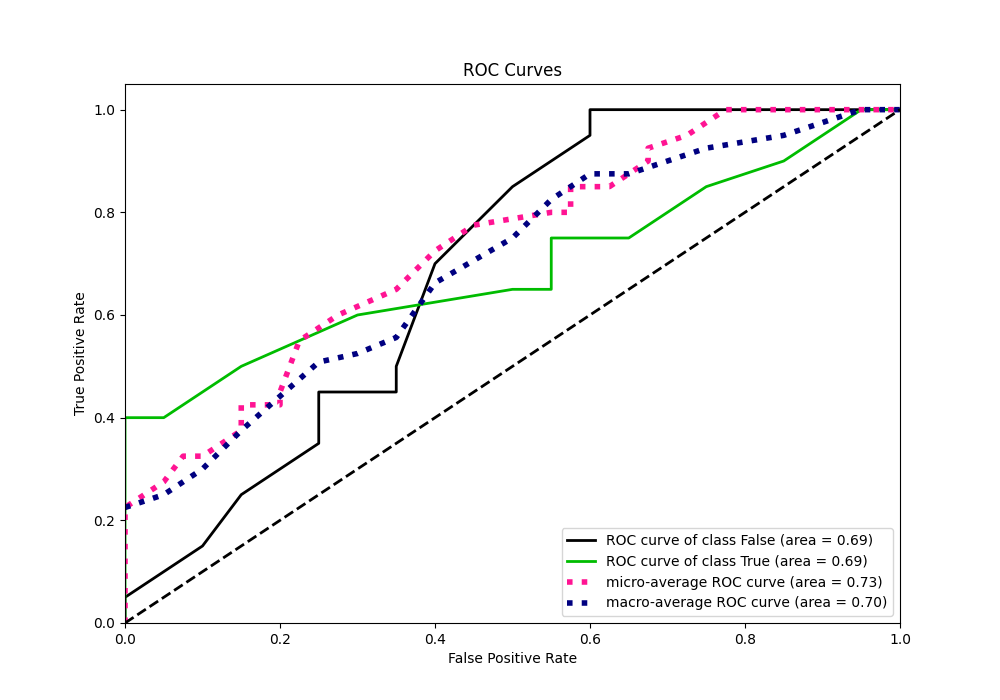 ROC Curves
True Positive Rate
1.0
0.8
0.6
0.4
0.2
0.0
0.0 0.2 0.4 0.6 0.8 1.0
False Positive Rate
ROC curve of class False (area = 0.69)
ROC curve of class True (area = 0.69)
micro-average ROC curve (area = 0.73)
macro-average ROC curve (area = 0.70)